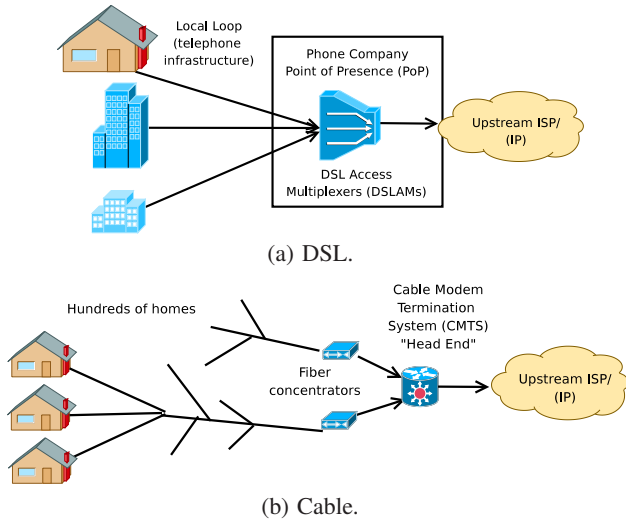 Local Loop
(telephone
infrastructure)
Phone Company
Point of Presence (PoP)
DSL Access
Multiplexers (DSLAMs)
Upstream ISP/
(IP)
(a) DSL.
Hundreds of homes
Fiber
concentrators
Cable Modem
Termination
System (CMTS)
"Head End"
Upstream ISP/
(IP)
(b) Cable.